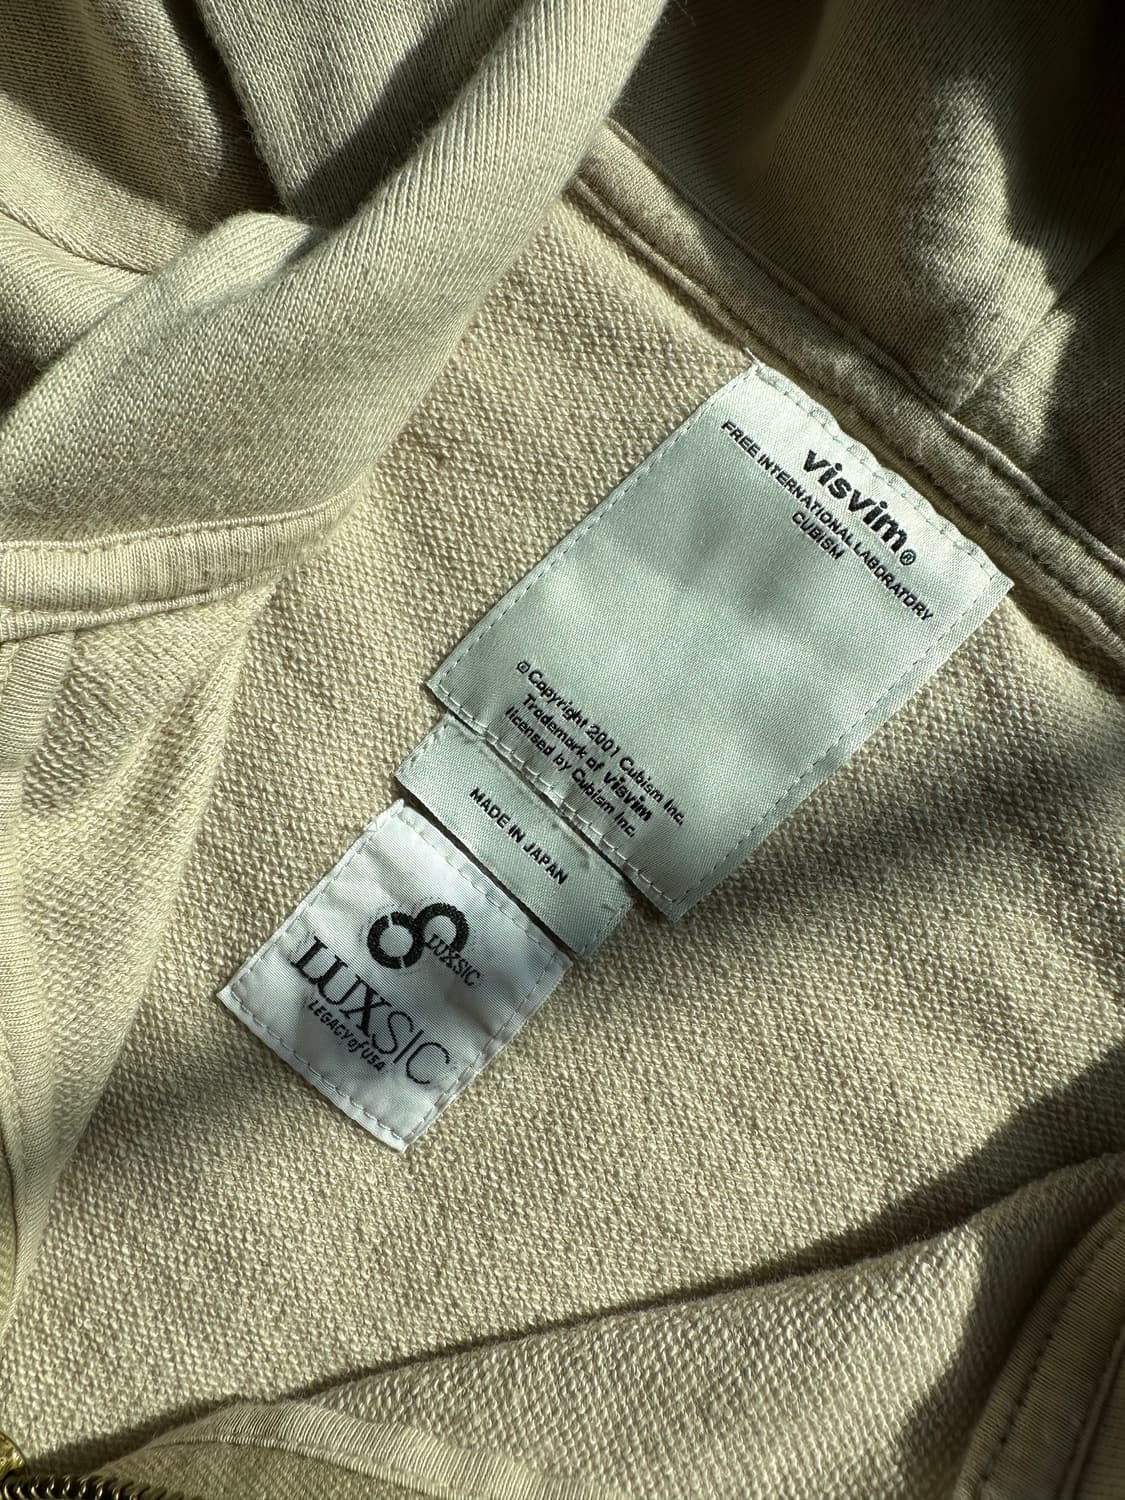 visvim®
FREE INTERNATIONAL LABORATORY
CUBISM
© Copyright 2001 Cubism Inc.
Trademark of visvim
licensed by Cubism Inc.
MADE IN JAPAN
LUXSIC
LUXSIC
LEGACY of USA